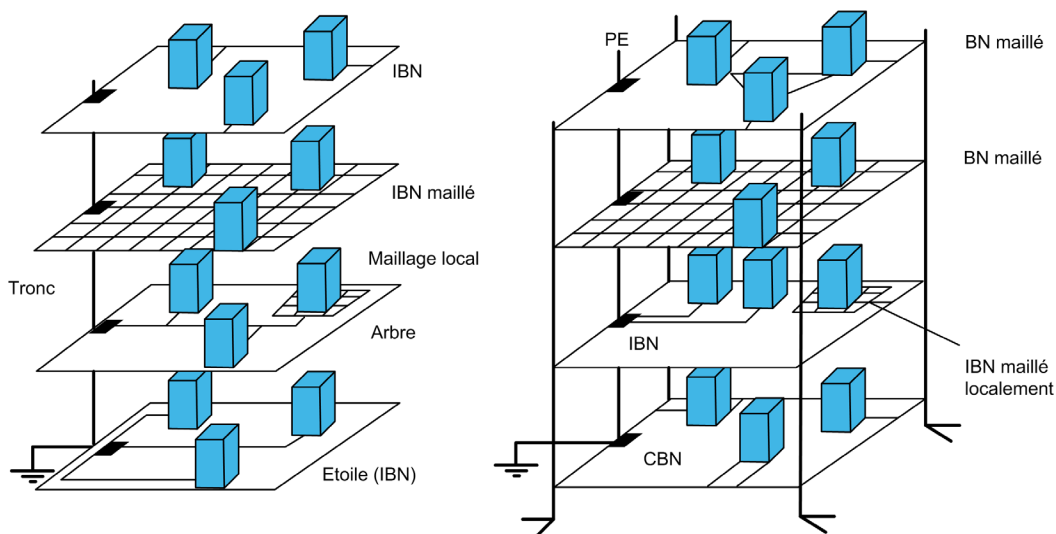 IBN
IBN maillé
Maillage local
Tronc
Arbre
Etoile (IBN)
PE
BN maillé
BN maillé
IBN
IBN maillé
localement
CBN